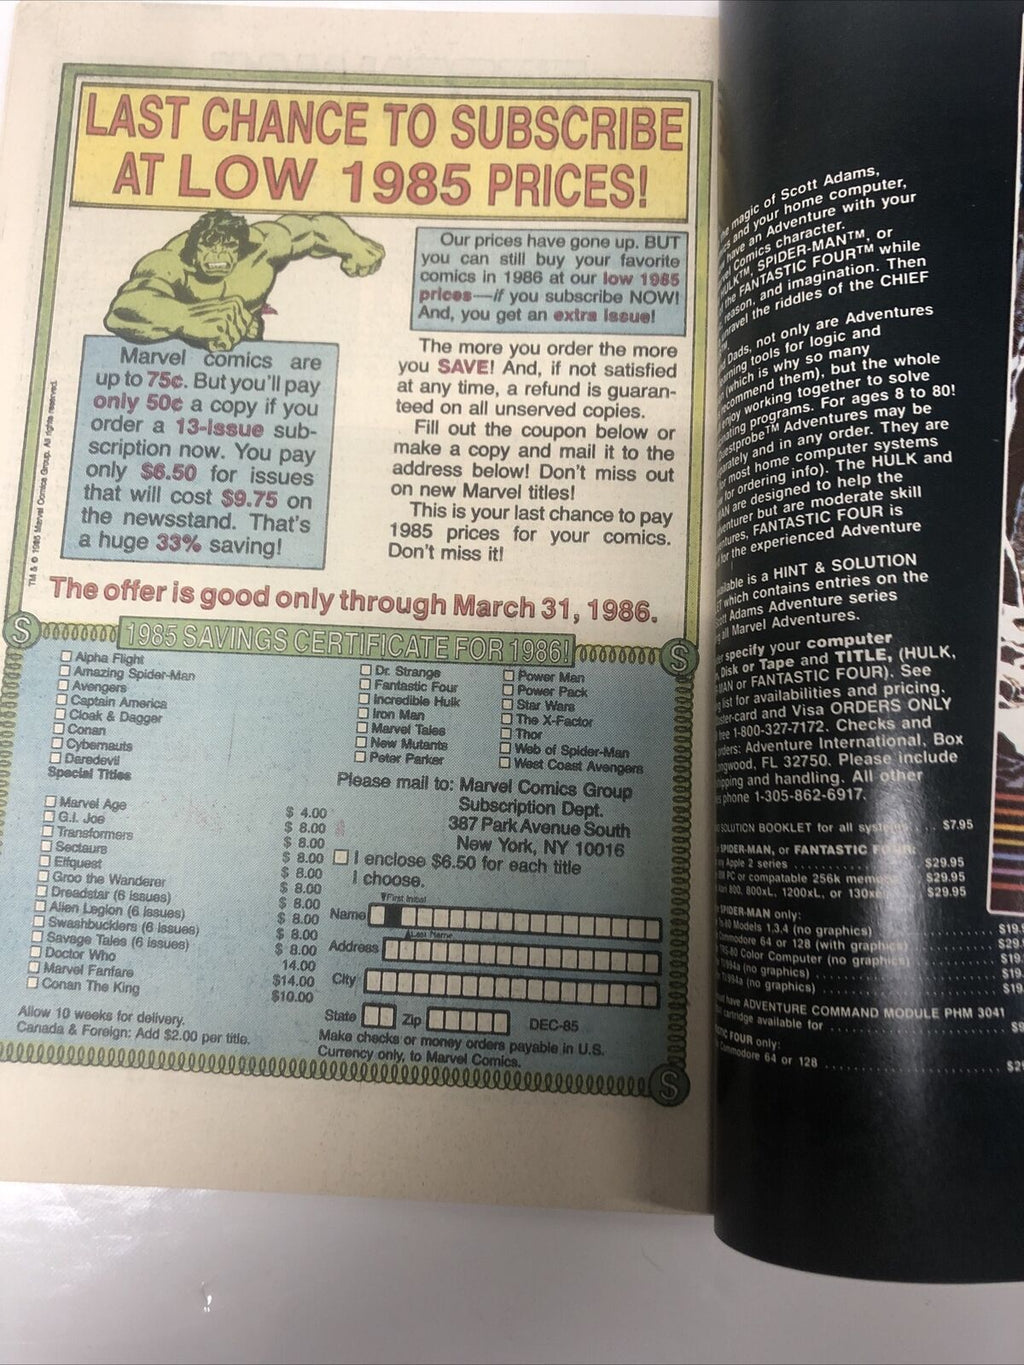 LAST CHANCE TO SUBSCRIBE
AT LOW 1985 PRICES!
Our prices have gone up. BUT
you can still buy your favorite
comics in 1986 at our low 1985
prices—if you subscribe NOW!
And, you get an extra issue!
Marvel comics are
up to 75¢. But you'll pay
only 50¢ a copy if you
order a 13-issue sub-
scription now. You pay
only $6.50 for issues
that will cost $9.75 on
the newsstand. That's
a huge 33% saving!
The more you order the more
you SAVE! And, if not satisfied
at any time, a refund is guaran-
teed on all unserved copies.
Fill out the coupon below or
make a copy and mail it to the
address below! Don't miss out
on new Marvel titles!
This is your last chance to pay
1985 prices for your comics.
Don't miss it!
TM & © 1985 Marvel Comics Group. All rights reserved.
The offer is good only through March 31, 1986.
S
1985 SAVINGS CERTIFICATE FOR 1986!
S
Alpha Flight
Amazing Spider-Man
Avengers
Captain America
Cloak & Dagger
Conan
Cybernauts
Daredevil
Dr. Strange
Fantastic Four
Incredible Hulk
Iron Man
Marvel Tales
New Mutants
Peter Parker
Power Man
Power Pack
Star Wars
The X-Factor
Thor
Web of Spider-Man
West Coast Avengers
Special Titles
Marvel Age
G.I. Joe
Transformers
Sectaurs
Elfquest
Groo the Wanderer
Dreadstar (6 issues)
Alien Legion (6 issues)
Swashbucklers (6 issues)
Savage Tales (6 issues)
Doctor Who
Marvel Fanfare
Conan The King
$ 4.00
$ 8.00
$ 8.00
$ 8.00
$ 8.00
$ 8.00
$ 8.00
$ 8.00
$ 8.00
$ 8.00
14.00
$14.00
$10.00
Please mail to: Marvel Comics Group
Subscription Dept.
387 Park Avenue South
New York, NY 10016
I enclose $6.50 for each title
I choose.
▼First Initial
Name
▲Last Name
Address
City
State Zip DEC-85
Make checks or money orders payable in U.S.
Currency only, to Marvel Comics.
Allow 10 weeks for delivery.
Canada & Foreign: Add $2.00 per title.
S
magic of Scott Adams,
and your home computer,
have an Adventure with your
Comics character.
SPIDER-MAN™, or
the FANTASTIC FOUR™ while
reason, and imagination. Then
the riddles of the CHIEF
Dads, not only are Adventures
tools for logic and
(which is why so many
recommend them), but the whole
enjoy working together to solve
programs. For ages 8 to 80!
Adventures may be
and in any order. They are
most home computer systems
for ordering info). The HULK and
are designed to help the
but are moderate skill
FANTASTIC FOUR is
for the experienced Adventure
is a HINT & SOLUTION
which contains entries on the
Adams Adventure series
all Marvel Adventures.
specify your computer
Disk or Tape and TITLE, (HULK,
or FANTASTIC FOUR). See
list for availabilities and pricing.
and Visa ORDERS ONLY
1-800-327-7172. Checks and
Adventure International, Box
FL 32750. Please include
and handling. All other
phone 1-305-862-6917.
SOLUTION BOOKLET for all $7.95
SPIDER-MAN, or FANTASTIC
Apple 2 series $29.95
PC or compatable 256k $29.95
800, 800xL, 1200xL, or $29.95
SPIDER-MAN only:
Models 1,3,4 (no graphics)
64 or 128 (with graphics)
Color Computer (no graphics)
(no graphics)
(no graphics)
have ADVENTURE COMMAND MODULE PHM 3041
cartridge available for
FOUR only:
64 or 128